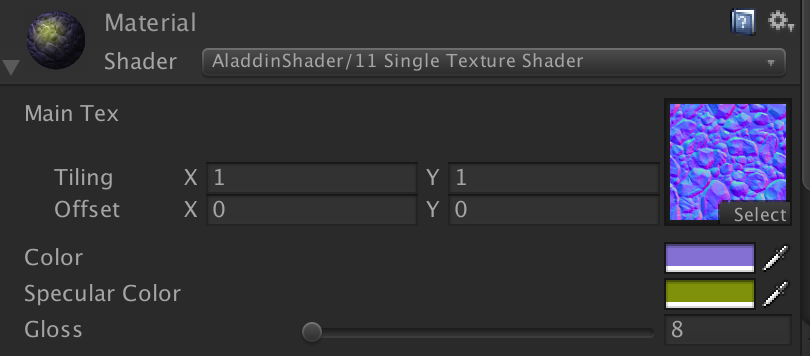 Material
Shader AladdinShader/11 Single Texture Shader
Main Tex
Tiling X 1 Y 1
Offset X 0 Y 0
Select
Color
Specular Color
Gloss 8